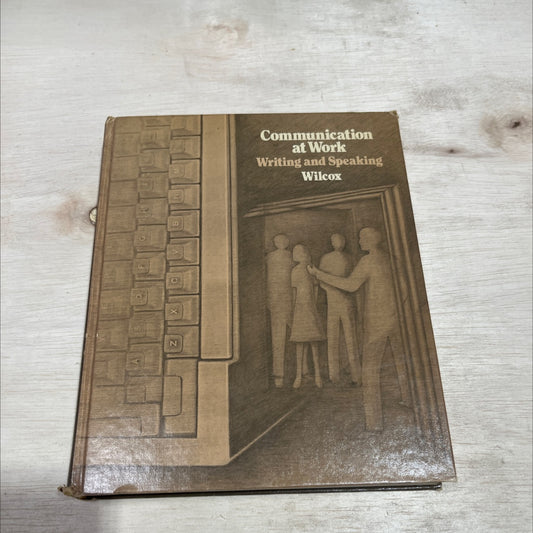 Communication
at Work
Writing and Speaking
Wilcox